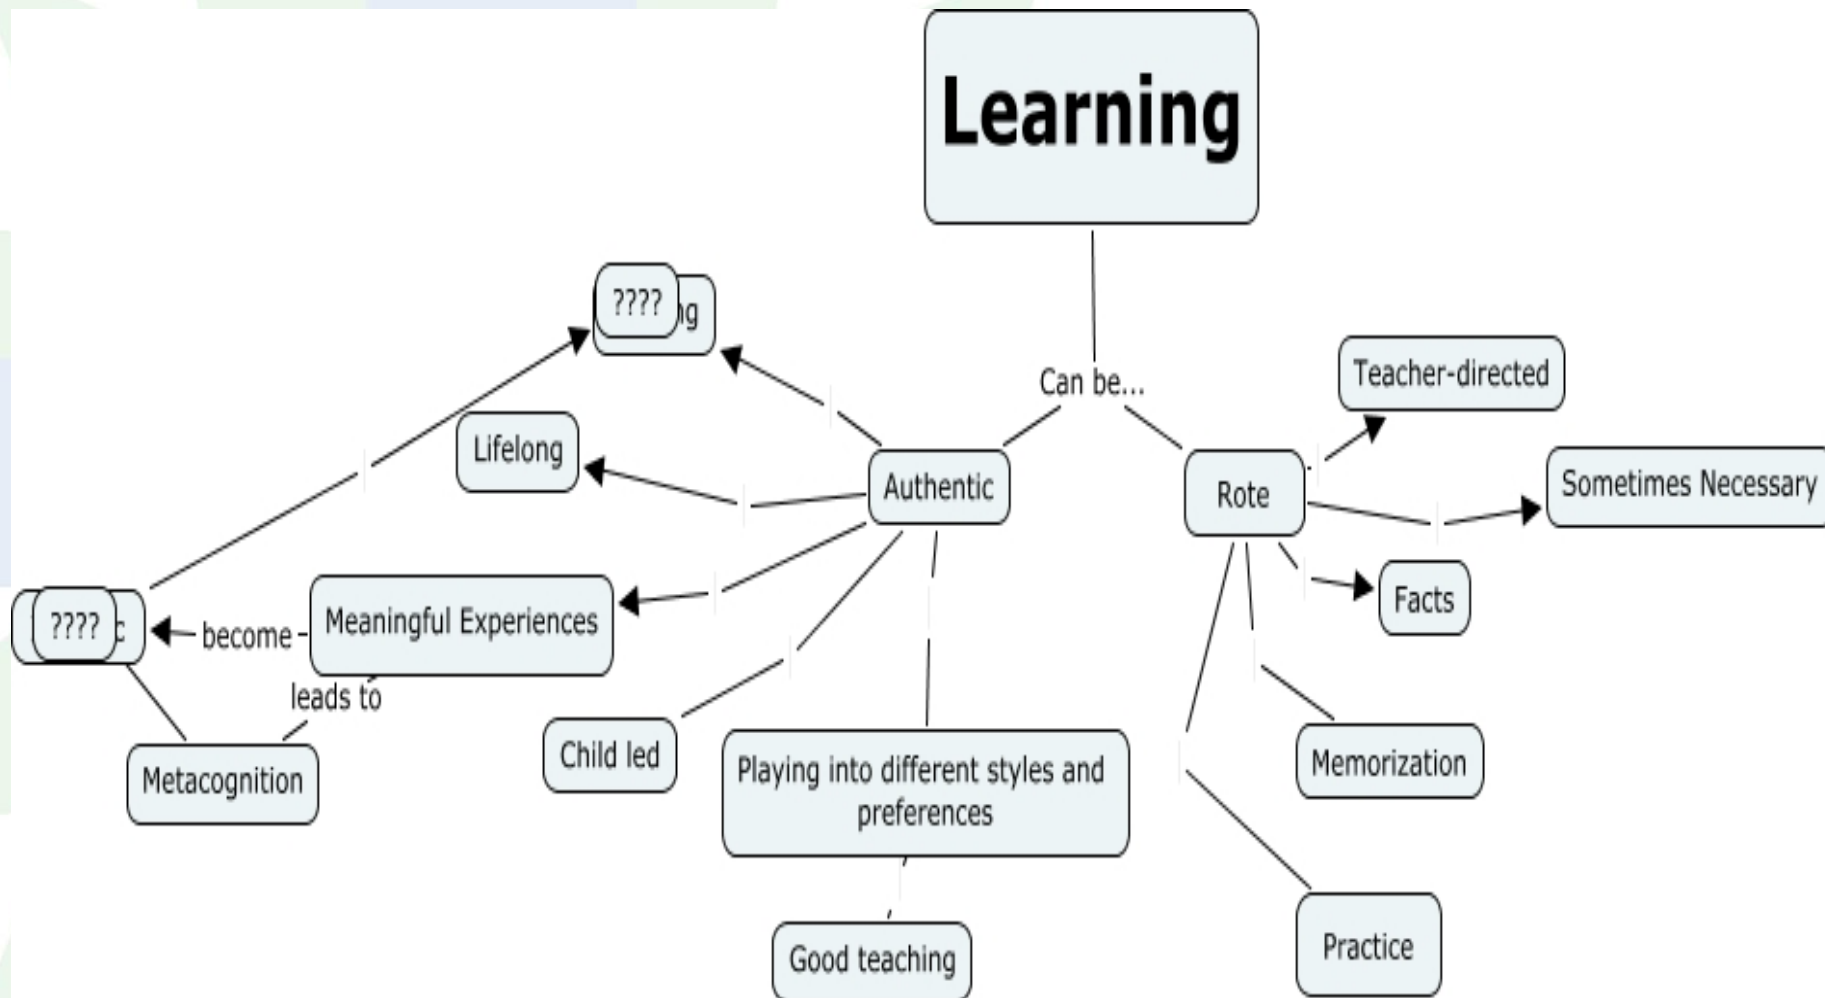 Learning
????
ng
Can be...
Teacher-directed
Lifelong
Authentic
Rote
Sometimes Necessary
????
c
become
Meaningful Experiences
Facts
leads to
Metacognition
Child led
Playing into different styles and
preferences
Memorization
Good teaching
Practice